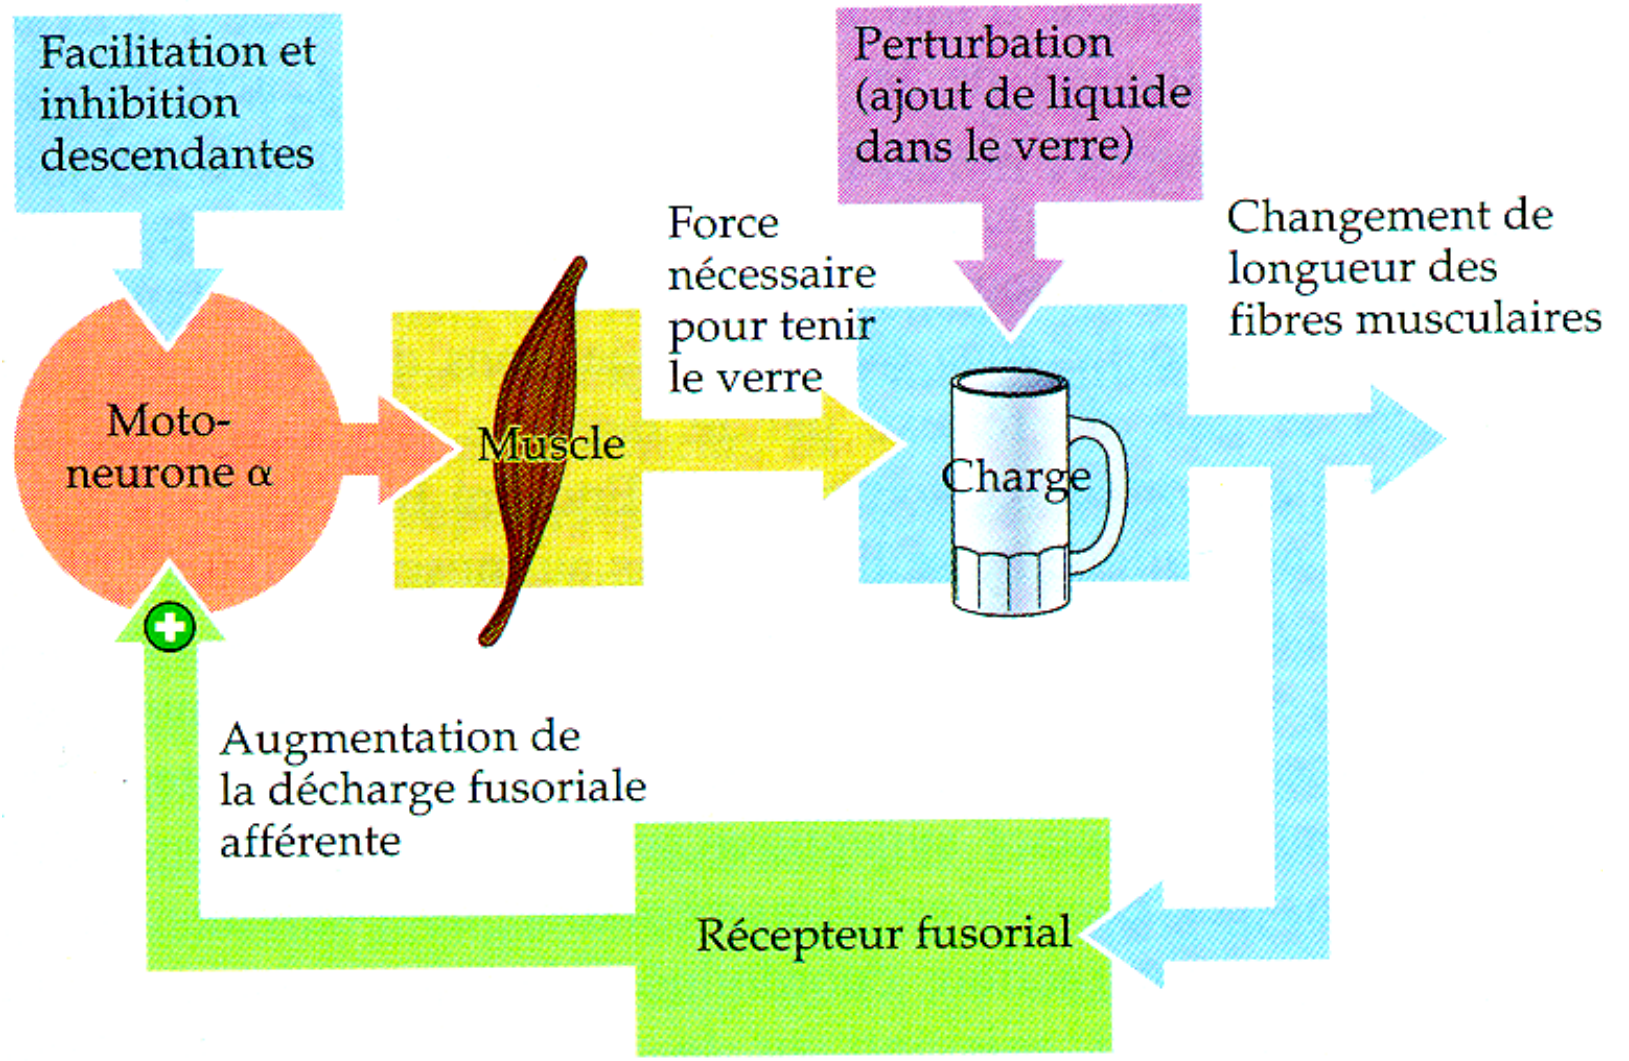 Facilitation et
inhibition
descendantes
Perturbation
(ajout de liquide
dans le verre)
Force
nécessaire
pour tenir
le verre
Changement de
longueur des
fibres musculaires
Moto-
neurone α
Muscle
Charge
Augmentation de
la décharge fusoriale
afférente
Récepteur fusorial